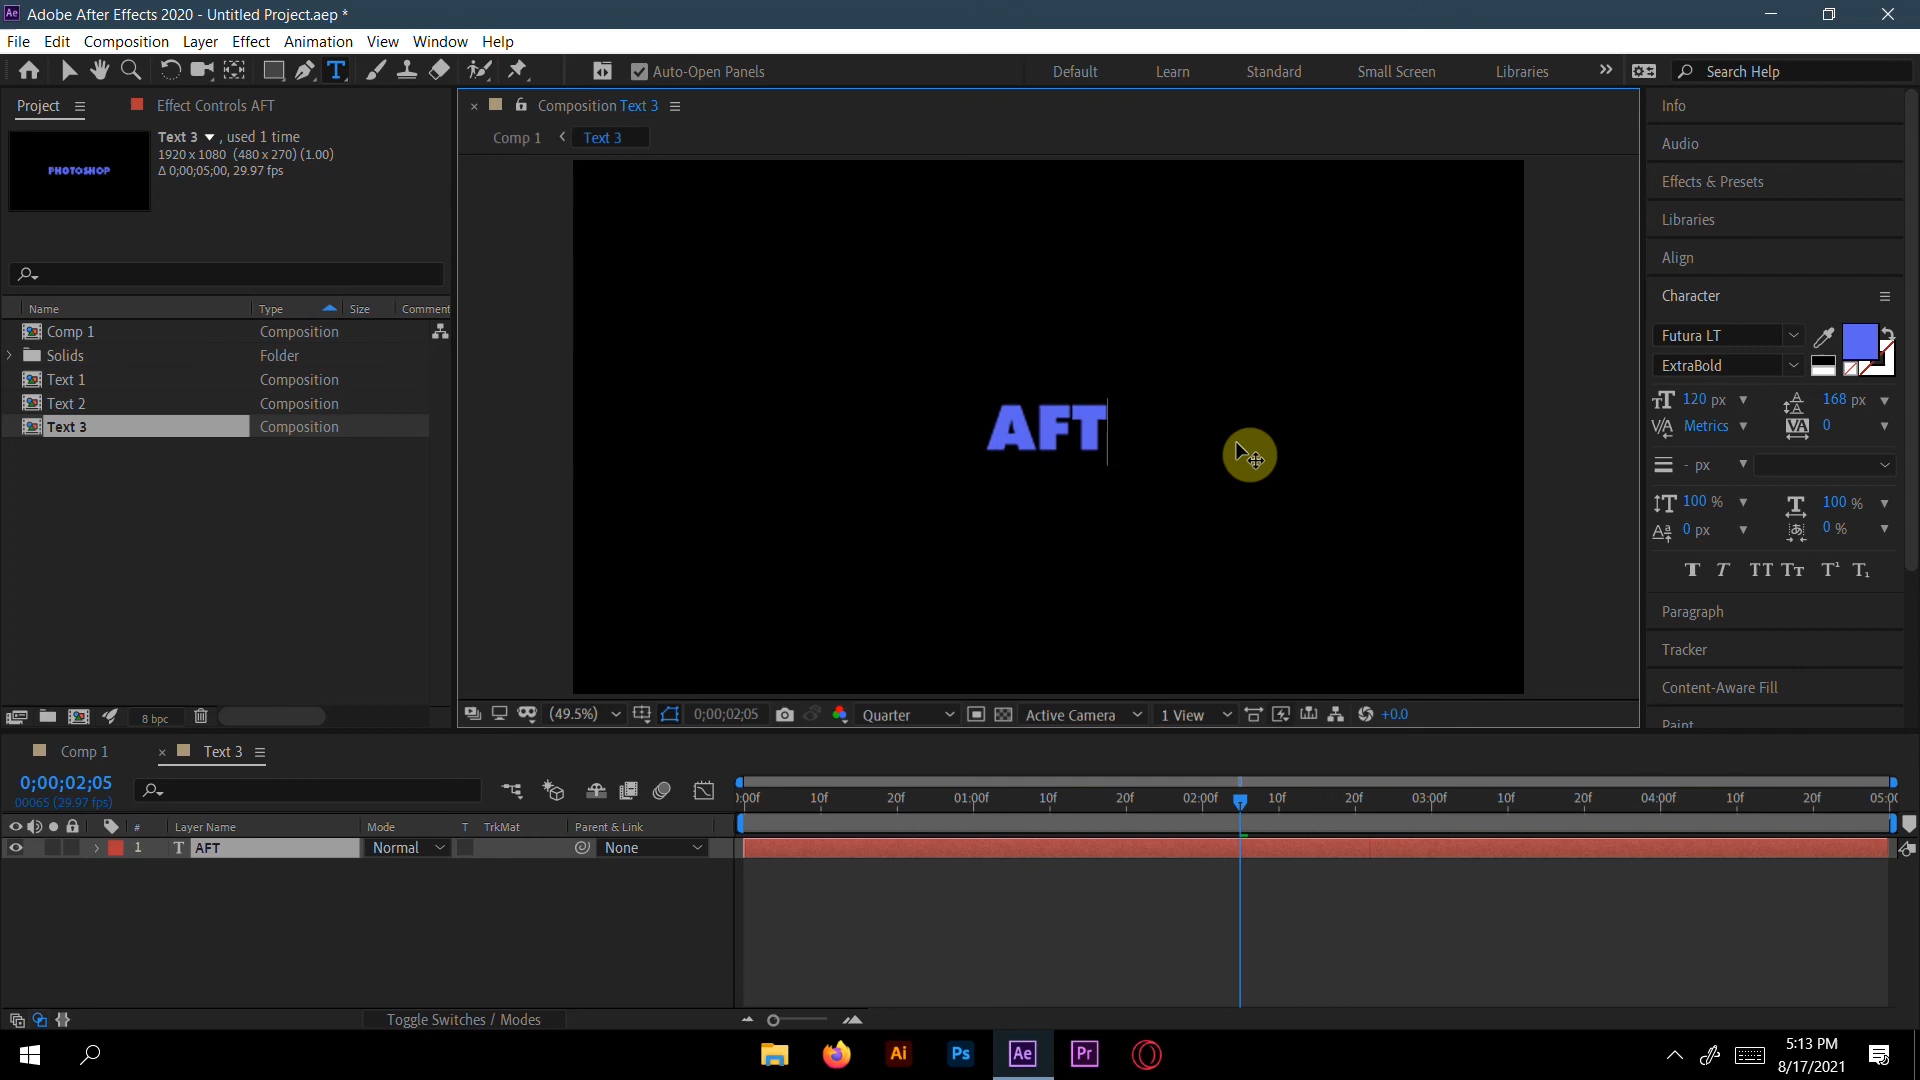 Adobe After Effects 2020 - Untitled Project.aep *
File Edit Composition Layer Effect Animation View Window Help
Auto-Open Panels Default Learn Standard Small Screen Libraries Search Help
Project Effect Controls AFT
Text 3 , used 1 time
1920 x 1080 (480 x 270) (1.00)
Δ 0;00;05;00, 29.97 fps
PHOTOSHOP
Name Type Size Comment
Comp 1 Composition
Solids Folder
Text 1 Composition
Text 2 Composition
Text 3 Composition
8 bpc
Composition Text 3
Comp 1 Text 3
AFT
(49.5%) 0;00;02;05 Quarter Active Camera 1 View +0.0
Info
Audio
Effects & Presets
Libraries
Align
Character
Futura LT
ExtraBold
120 px 168 px
Metrics 0
- px
100 % 100 %
0 px 0 %
Paragraph
Tracker
Content-Aware Fill
Paint
Comp 1 Text 3
0;00;02;05
00065 (29.97 fps)
:00f 10f 20f 01:00f 10f 20f 02:00f 10f 20f 03:00f 10f 20f 04:00f 10f 20f 05:00
# Layer Name Mode T TrkMat Parent & Link
1 T AFT Normal None
Toggle Switches / Modes
Ai Ps Ae Pr
5:13 PM
8/17/2021